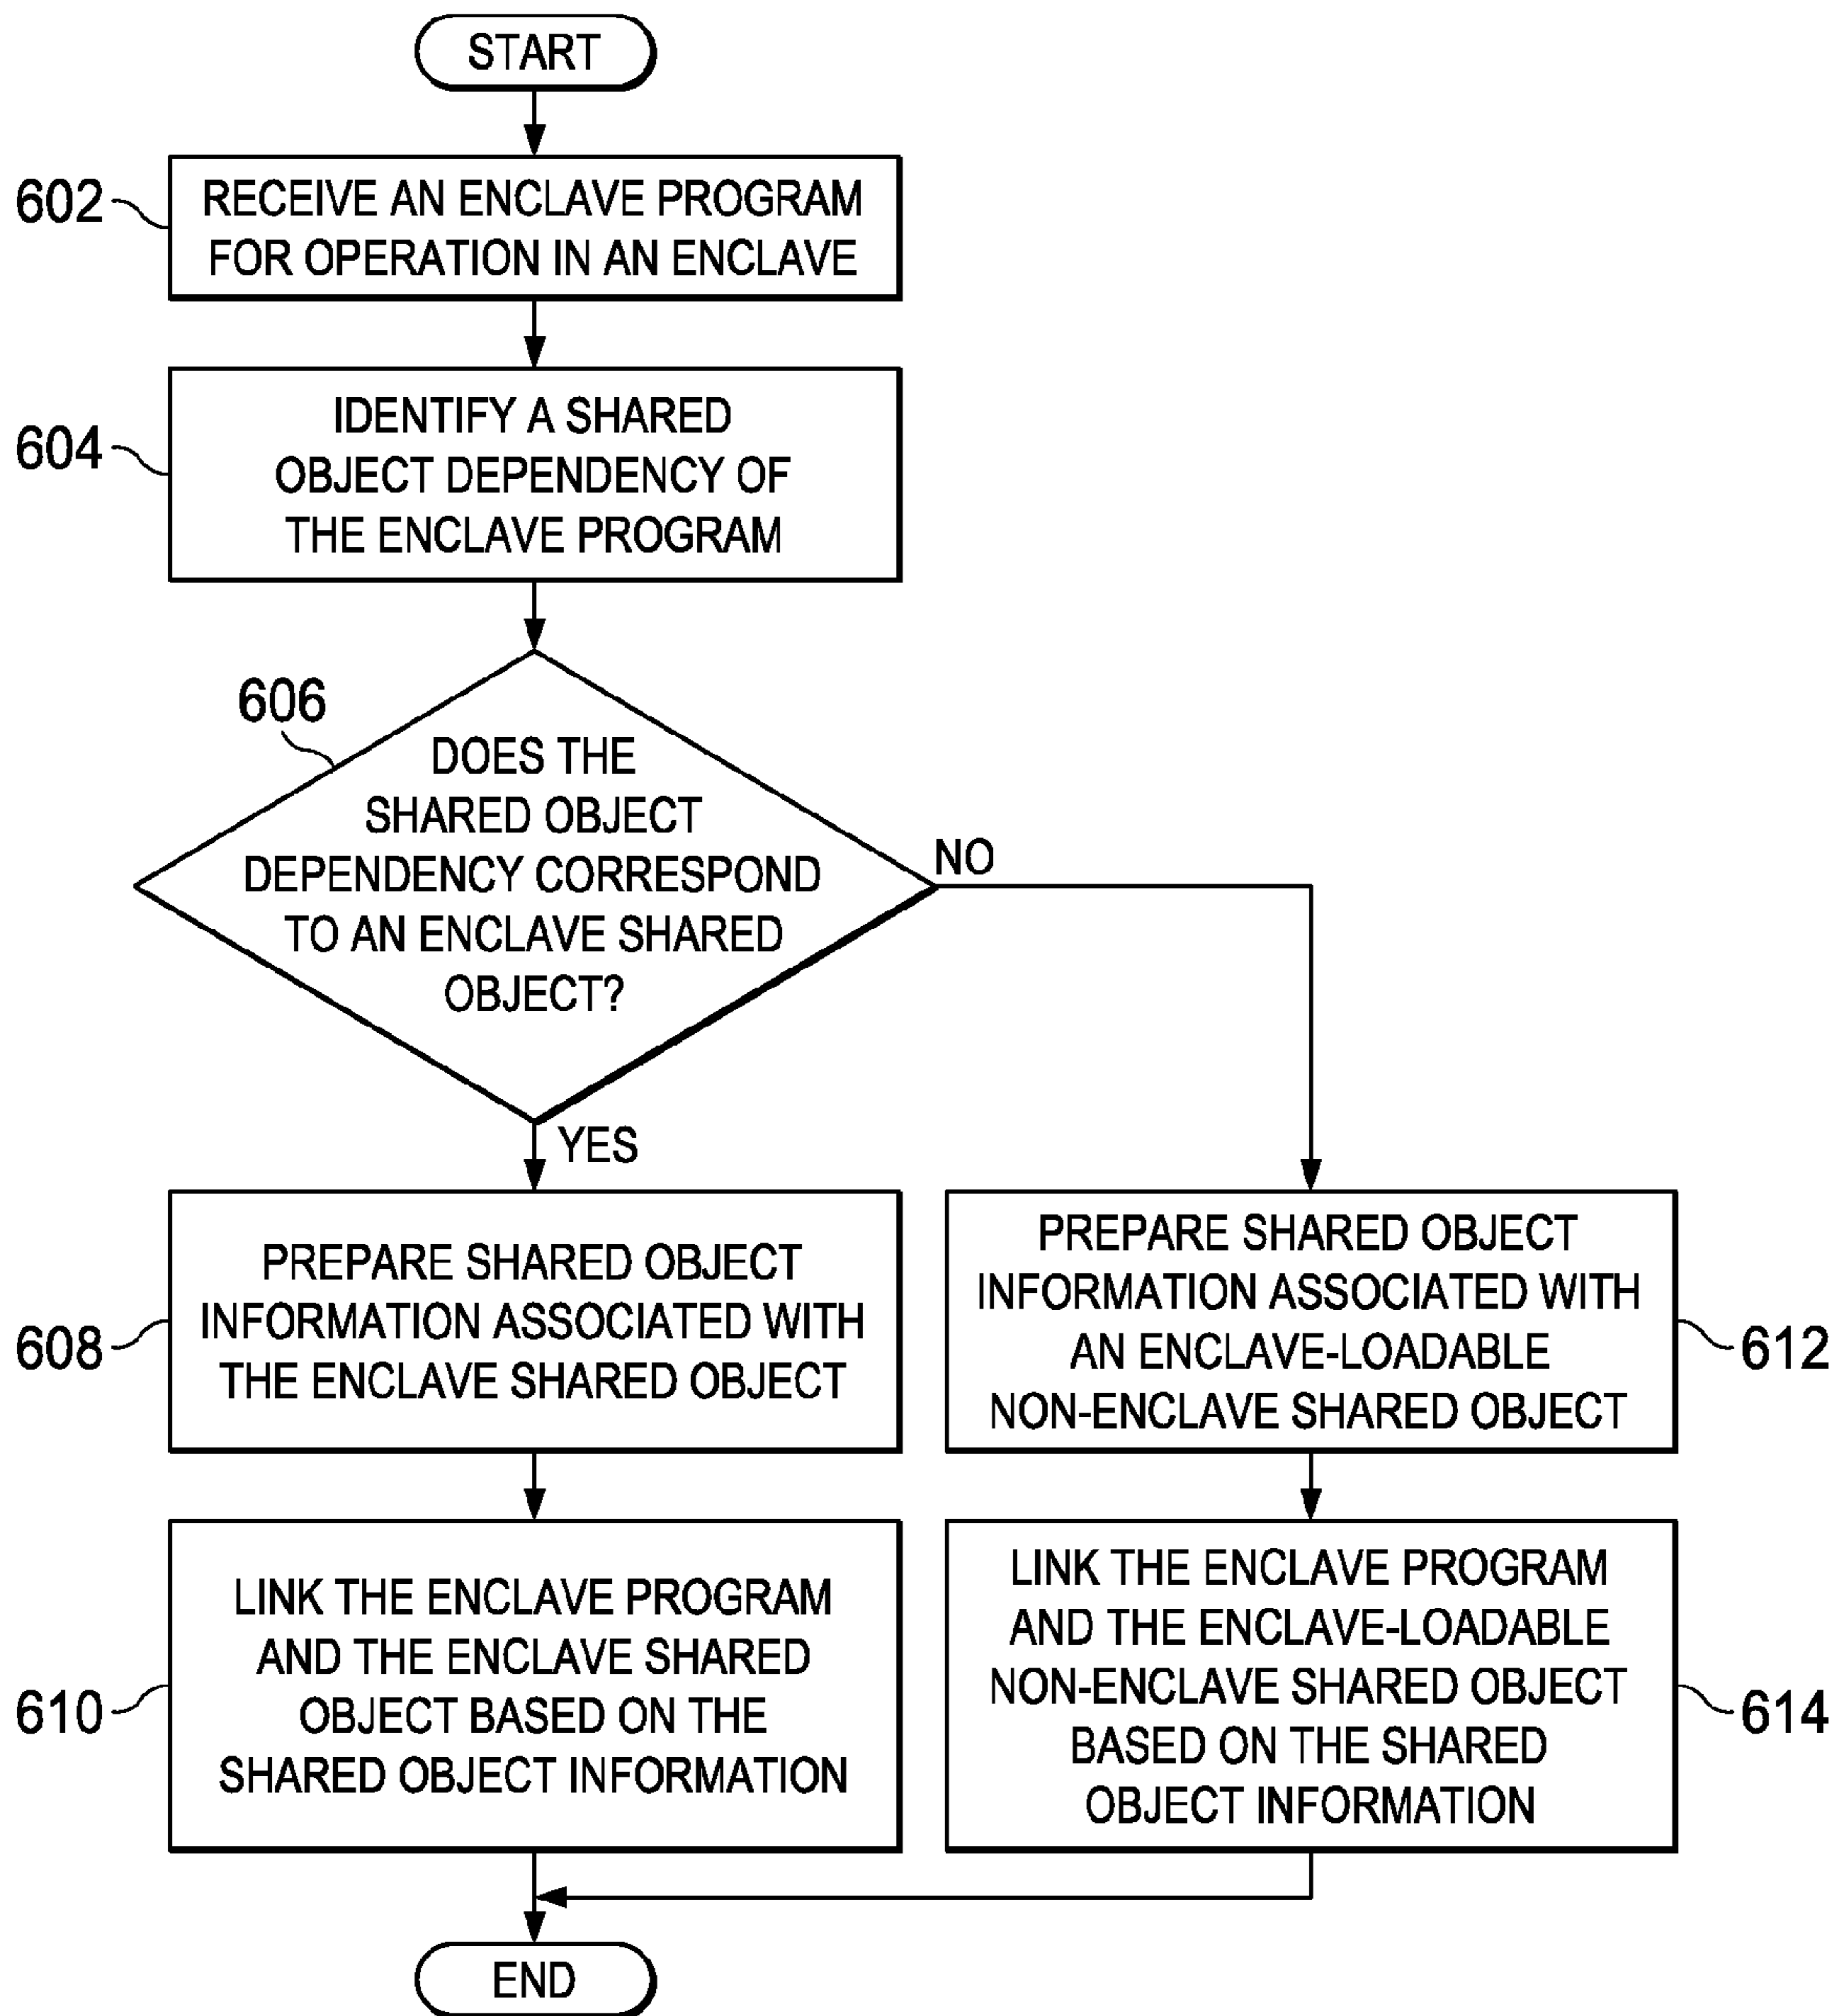 START
602
RECEIVE AN ENCLAVE PROGRAM
FOR OPERATION IN AN ENCLAVE
604
IDENTIFY A SHARED
OBJECT DEPENDENCY OF
THE ENCLAVE PROGRAM
606
DOES THE
SHARED OBJECT
DEPENDENCY CORRESPOND
TO AN ENCLAVE SHARED
OBJECT?
NO
YES
608
PREPARE SHARED OBJECT
INFORMATION ASSOCIATED WITH
THE ENCLAVE SHARED OBJECT
PREPARE SHARED OBJECT
INFORMATION ASSOCIATED WITH
AN ENCLAVE-LOADABLE
NON-ENCLAVE SHARED OBJECT
612
610
LINK THE ENCLAVE PROGRAM
AND THE ENCLAVE SHARED
OBJECT BASED ON THE
SHARED OBJECT INFORMATION
LINK THE ENCLAVE PROGRAM
AND THE ENCLAVE-LOADABLE
NON-ENCLAVE SHARED OBJECT
BASED ON THE SHARED
OBJECT INFORMATION
614
END